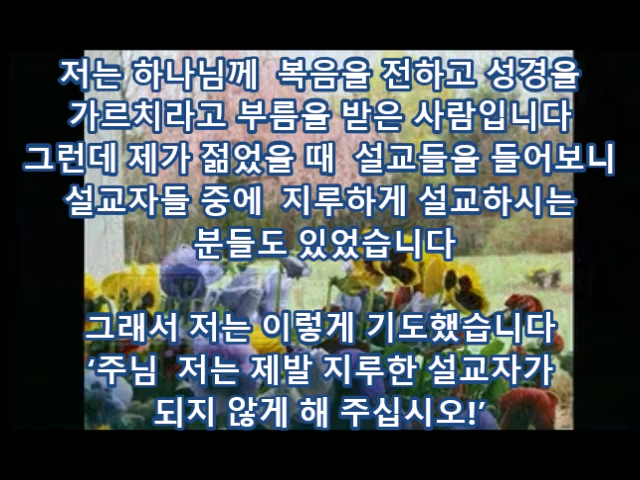 저는 하나님께  복음을 전하고 성경을
가르치라고 부름을 받은 사람입니다
그런데 제가 젊었을 때  설교들을 들어보니
설교자들 중에  지루하게 설교하시는
분들도 있었습니다
그래서 저는 이렇게 기도했습니다
‘주님  저는 제발 지루한 설교자가
되지 않게 해 주십시오!’